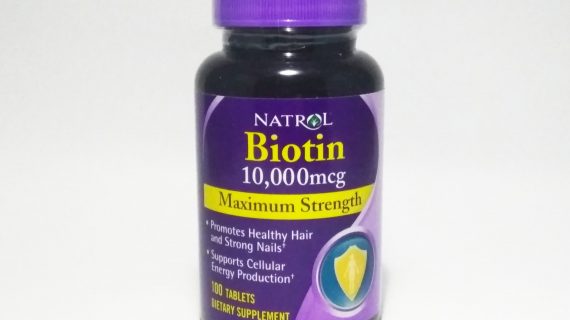 NATROL
Biotin
10,000mcg
Maximum Strength
• Promotes Healthy Hair
and Strong Nails†
• Supports Cellular
Energy Production†
100 TABLETS
DIETARY SUPPLEMENT